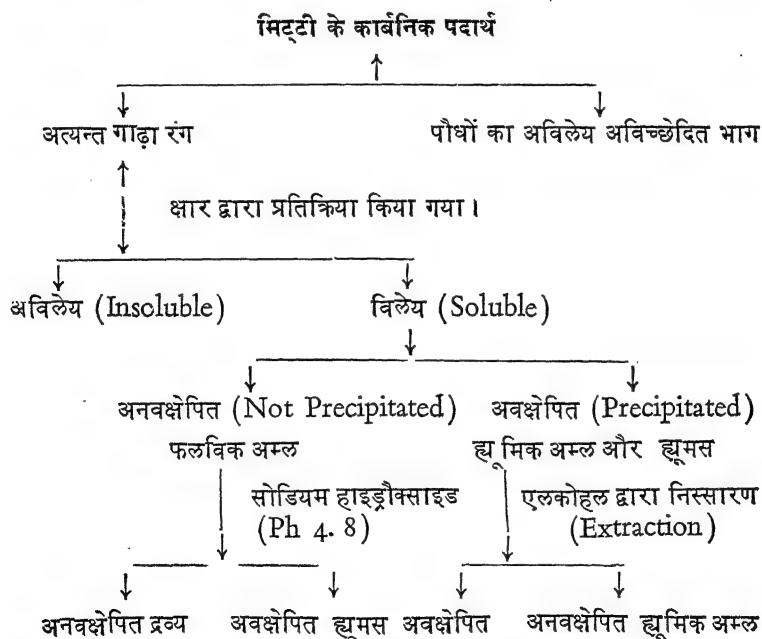 मिट्टी के कार्बनिक पदार्थ
अत्यन्त गाढ़ा रंग पौधों का अविलेय अविच्छेदित भाग
क्षार द्वारा प्रतिक्रिया किया गया।
अविलेय (Insoluble) विलेय (Soluble)
अनवक्षेपित (Not Precipitated) अवक्षेपित (Precipitated)
फलविक अम्ल ह्यूमिक अम्ल और ह्यूमस
सोडियम हाइड्रौक्साइड एलकोहल द्वारा निस्सारण
(Ph 4.8) (Extraction)
अनवक्षेपित द्रव्य अवक्षेपित ह्यूमस अवक्षेपित अनवक्षेपित ह्यूमिक अम्ल